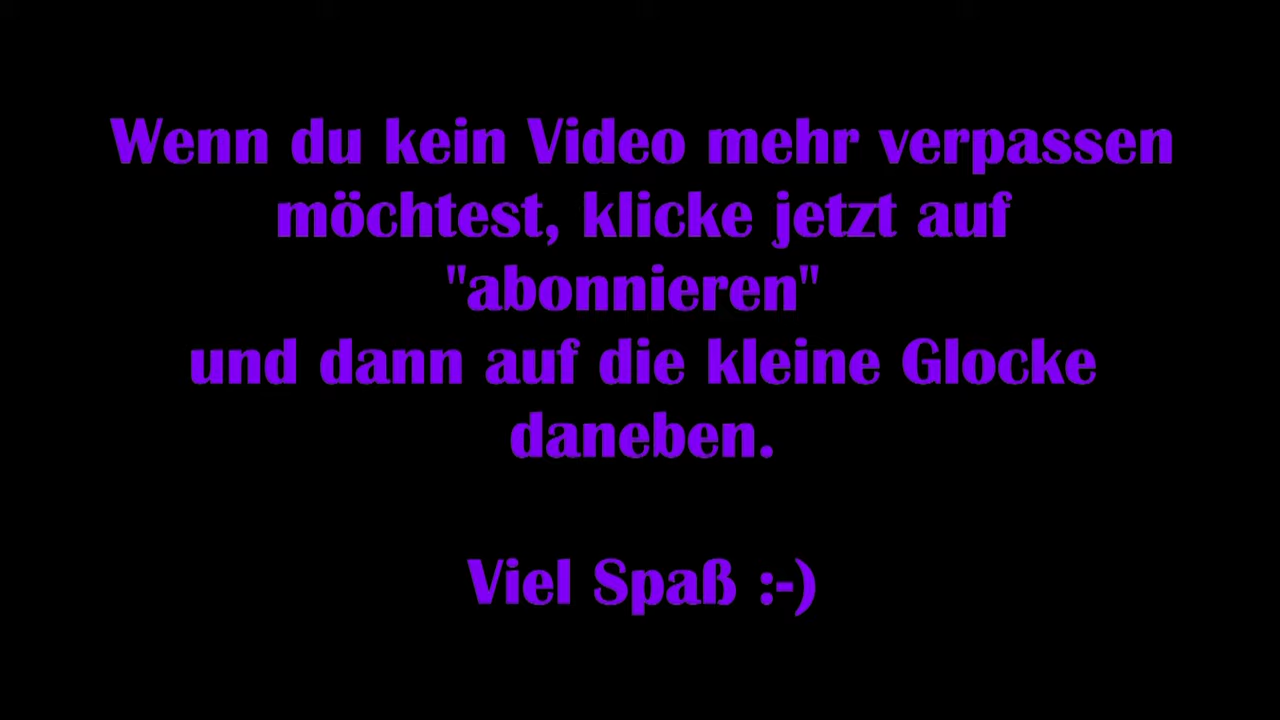 Wenn du kein Video mehr verpassen
möchtest, klicke jetzt auf
"abonnieren"
und dann auf die kleine Glocke
daneben.
Viel Spaß :-)